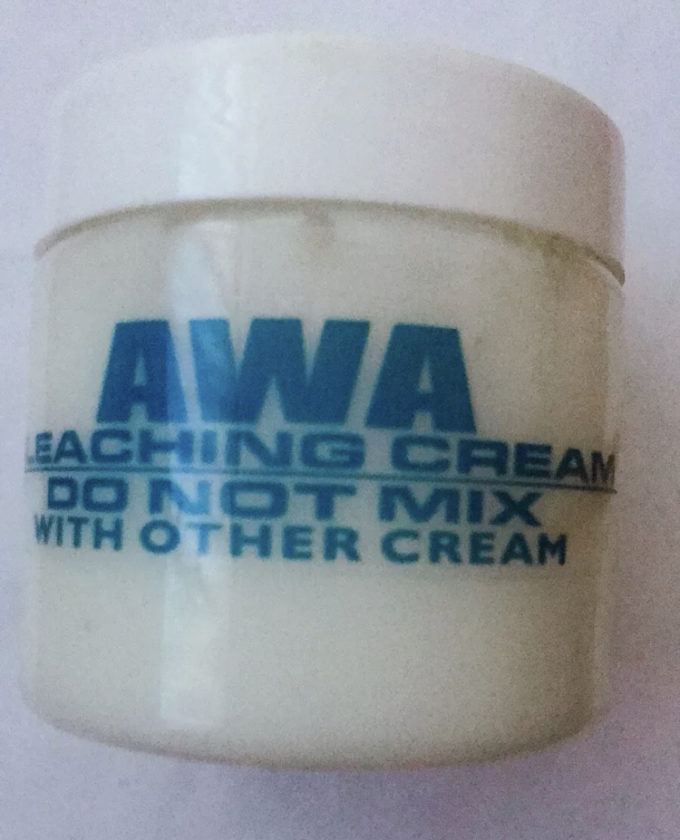 AWA
LEACHING CREAM
DO NOT MIX
WITH OTHER CREAM